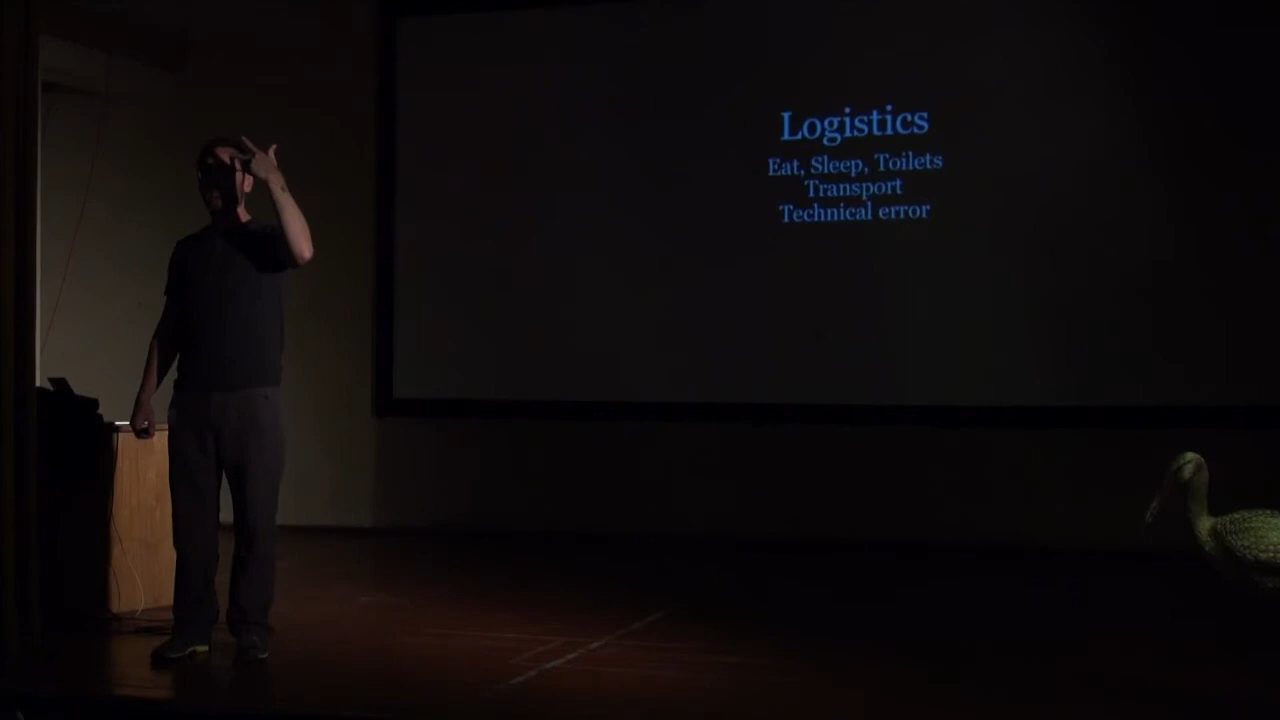 Logistics
Eat, Sleep, Toilets
Transport
Technical error